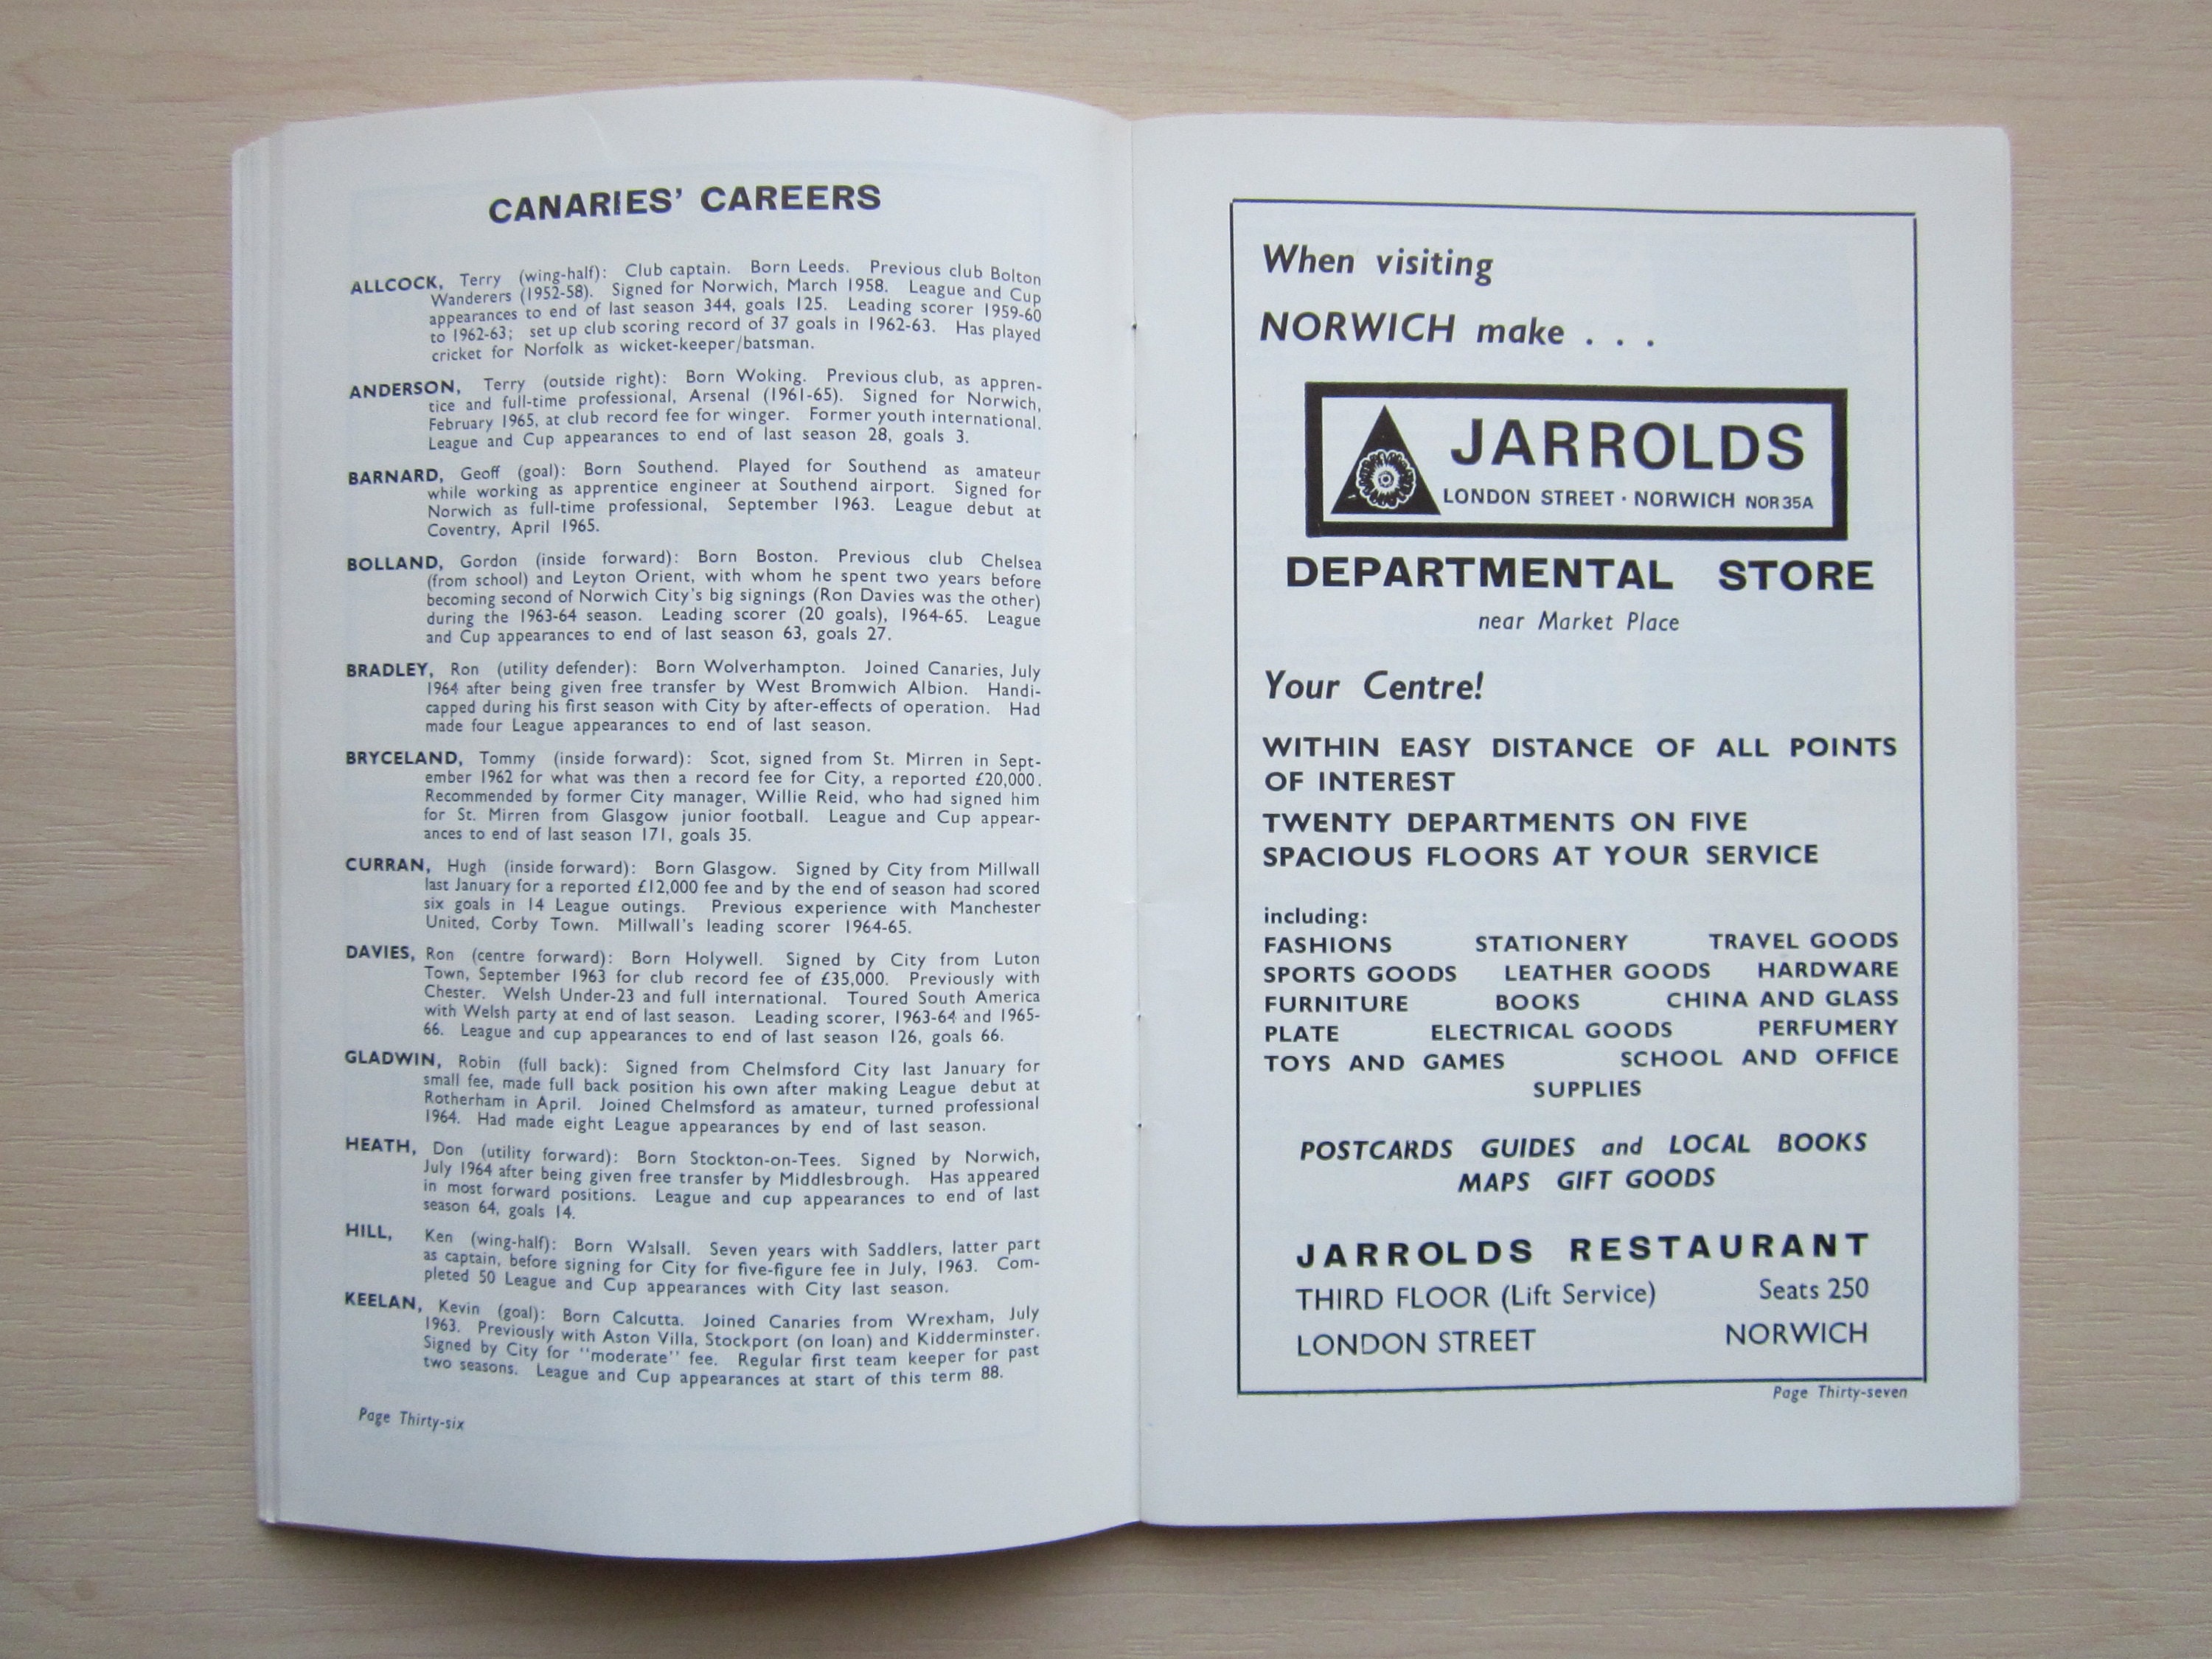 CANARIES' CAREERS
ALLCOCK, Terry (wing-half): Club captain. Born Leeds. Previous club Bolton
Wanderers (1952-58). Signed for Norwich, March 1958. League and Cup
appearances to end of last season 344, goals 125. Leading scorer 1959-60
to 1962-63; set up club scoring record of 37 goals in 1962-63. Has played
cricket for Norfolk as wicket-keeper/batsman.
ANDERSON, Terry (outside right): Born Woking. Previous club, as appren-
tice and full-time professional, Arsenal (1961-65). Signed for Norwich,
February 1965, at club record fee for winger. Former youth international.
League and Cup appearances to end of last season 28, goals 3.
BARNARD, Geoff (goal): Born Southend. Played for Southend as amateur
while working as apprentice engineer at Southend airport. Signed for
Norwich as full-time professional, September 1963. League debut at
Coventry, April 1965.
BOLLAND, Gordon (inside forward): Born Boston. Previous club Chelsea
(from school) and Leyton Orient, with whom he spent two years before
becoming second of Norwich City's big signings (Ron Davies was the other)
during the 1963-64 season. Leading scorer (20 goals), 1964-65. League
and Cup appearances to end of last season 63, goals 27.
BRADLEY, Ron (utility defender): Born Wolverhampton. Joined Canaries, July
1964 after being given free transfer by West Bromwich Albion. Handi-
capped during his first season with City by after-effects of operation. Had
made four League appearances to end of last season.
BRYCELAND, Tommy (inside forward): Scot, signed from St. Mirren in Sept-
ember 1962 for what was then a record fee for City, a reported £20,000.
Recommended by former City manager, Willie Reid, who had signed him
for St. Mirren from Glasgow junior football. League and Cup appear-
ances to end of last season 171, goals 35.
CURRAN, Hugh (inside forward): Born Glasgow. Signed by City from Millwall
last January for a reported £12,000 fee and by the end of season had scored
six goals in 14 League outings. Previous experience with Manchester
United, Corby Town. Millwall's leading scorer 1964-65.
DAVIES, Ron (centre forward): Born Holywell. Signed by City from Luton
Town, September 1963 for club record fee of £35,000. Previously with
Chester. Welsh Under-23 and full international. Toured South America
with Welsh party at end of last season. Leading scorer, 1963-64 and 1965-
66. League and cup appearances to end of last season 126, goals 66.
GLADWIN, Robin (full back): Signed from Chelmsford City last January for
small fee, made full back position his own after making League debut at
Rotherham in April. Joined Chelmsford as amateur, turned professional
1964. Had made eight League appearances by end of last season.
HEATH, Don (utility forward): Born Stockton-on-Tees. Signed by Norwich,
July 1964 after being given free transfer by Middlesbrough. Has appeared
in most forward positions. League and cup appearances to end of last
season 64, goals 14.
HILL, Ken (wing-half): Born Walsall. Seven years with Saddlers, latter part
as captain, before signing for City for five-figure fee in July, 1963. Com-
pleted 50 League and Cup appearances with City last season.
KEELAN, Kevin (goal): Born Calcutta. Joined Canaries from Wrexham, July
1963. Previously with Aston Villa, Stockport (on loan) and Kidderminster.
Signed by City for "moderate" fee. Regular first team keeper for past
two seasons. League and Cup appearances at start of this term 88.
Page Thirty-six
When visiting
NORWICH make . . .
JARROLDS
LONDON STREET · NORWICH NOR 35A
DEPARTMENTAL STORE
near Market Place
Your Centre!
WITHIN EASY DISTANCE OF ALL POINTS
OF INTEREST
TWENTY DEPARTMENTS ON FIVE
SPACIOUS FLOORS AT YOUR SERVICE
including:
FASHIONS STATIONERY TRAVEL GOODS
SPORTS GOODS LEATHER GOODS HARDWARE
FURNITURE BOOKS CHINA AND GLASS
PLATE ELECTRICAL GOODS PERFUMERY
TOYS AND GAMES SCHOOL AND OFFICE
SUPPLIES
POSTCARDS GUIDES and LOCAL BOOKS
MAPS GIFT GOODS
JARROLDS RESTAURANT
THIRD FLOOR (Lift Service) Seats 250
LONDON STREET NORWICH
Page Thirty-seven